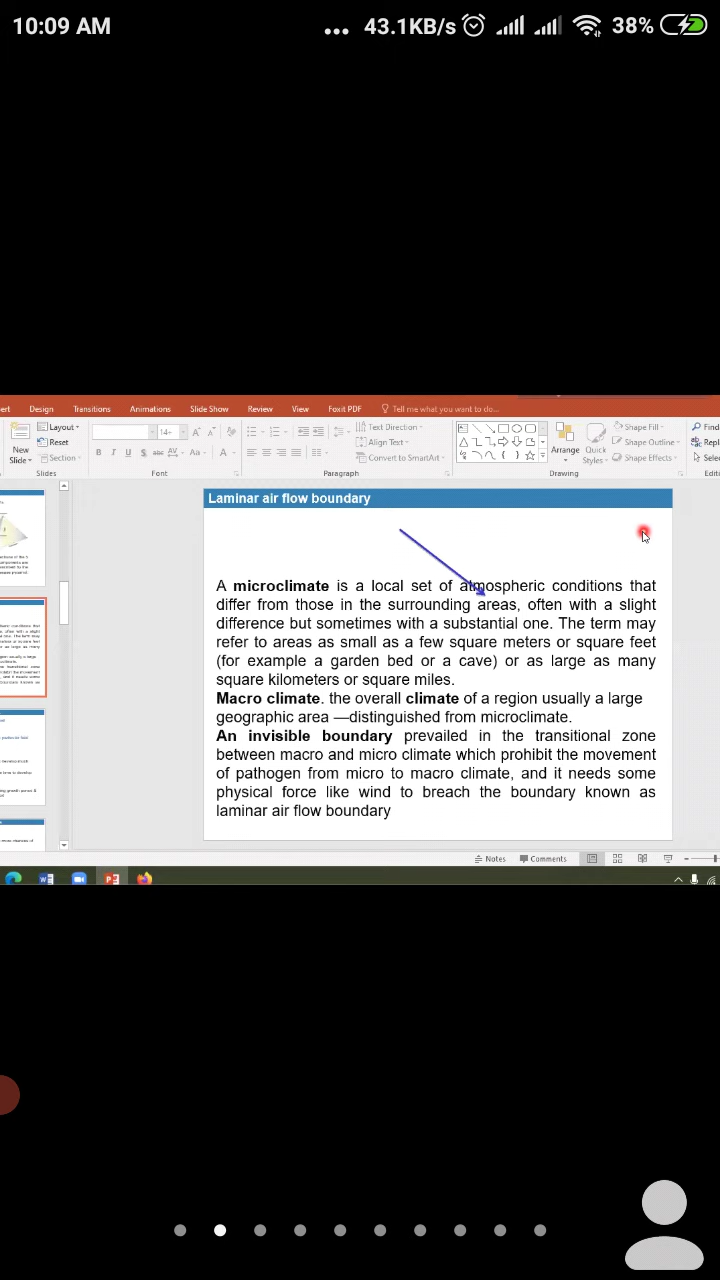 10:09 AM
... 43.1KB/s 38%
ert Design Transitions Animations Slide Show Review View Foxit PDF Tell me what you want to do...
New Slide
Layout
Reset
Section
Slides
14
B I U S abc AV Aa A
Font
Text Direction
Align Text
Convert to SmartArt
Paragraph
Arrange
Quick Styles
Shape Fill
Shape Outline
Shape Effects
Drawing
Find
Repl
Selec
Editi
Laminar air flow boundary
A microclimate is a local set of atmospheric conditions that
differ from those in the surrounding areas, often with a slight
difference but sometimes with a substantial one. The term may
refer to areas as small as a few square meters or square feet
(for example a garden bed or a cave) or as large as many
square kilometers or square miles.
Macro climate. the overall climate of a region usually a large
geographic area —distinguished from microclimate.
An invisible boundary prevailed in the transitional zone
between macro and micro climate which prohibit the movement
of pathogen from micro to macro climate, and it needs some
physical force like wind to breach the boundary known as
laminar air flow boundary
Notes Comments